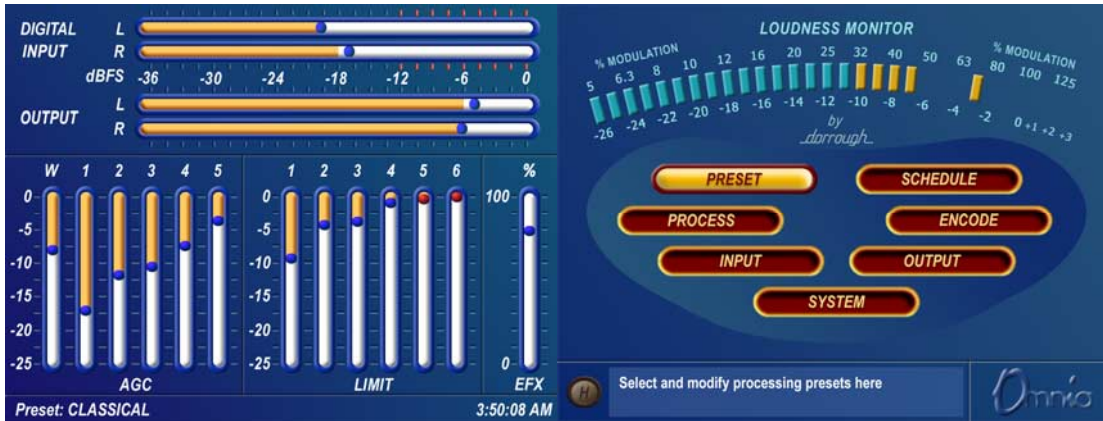 DIGITAL INPUT L
R
dBFS -36 -30 -24 -18 -12 -6 0
OUTPUT L
R
W 1 2 3 4 5
0
-5
-10
-15
-20
-25
AGC
1 2 3 4 5 6
0
-5
-10
-15
-20
-25
LIMIT
%
100
0
EFX
Preset: CLASSICAL 3:50:08 AM
LOUDNESS MONITOR
% MODULATION % MODULATION
5 6.3 8 10 12 16 20 25 32 40 50 63 80 100 125
-26 -24 -22 -20 -18 -16 -14 -12 -10 -8 -6 -4 -2 0 +1 +2 +3
by
dorrough
PRESET SCHEDULE
PROCESS ENCODE
INPUT OUTPUT
SYSTEM
H Select and modify processing presets here
Omnia